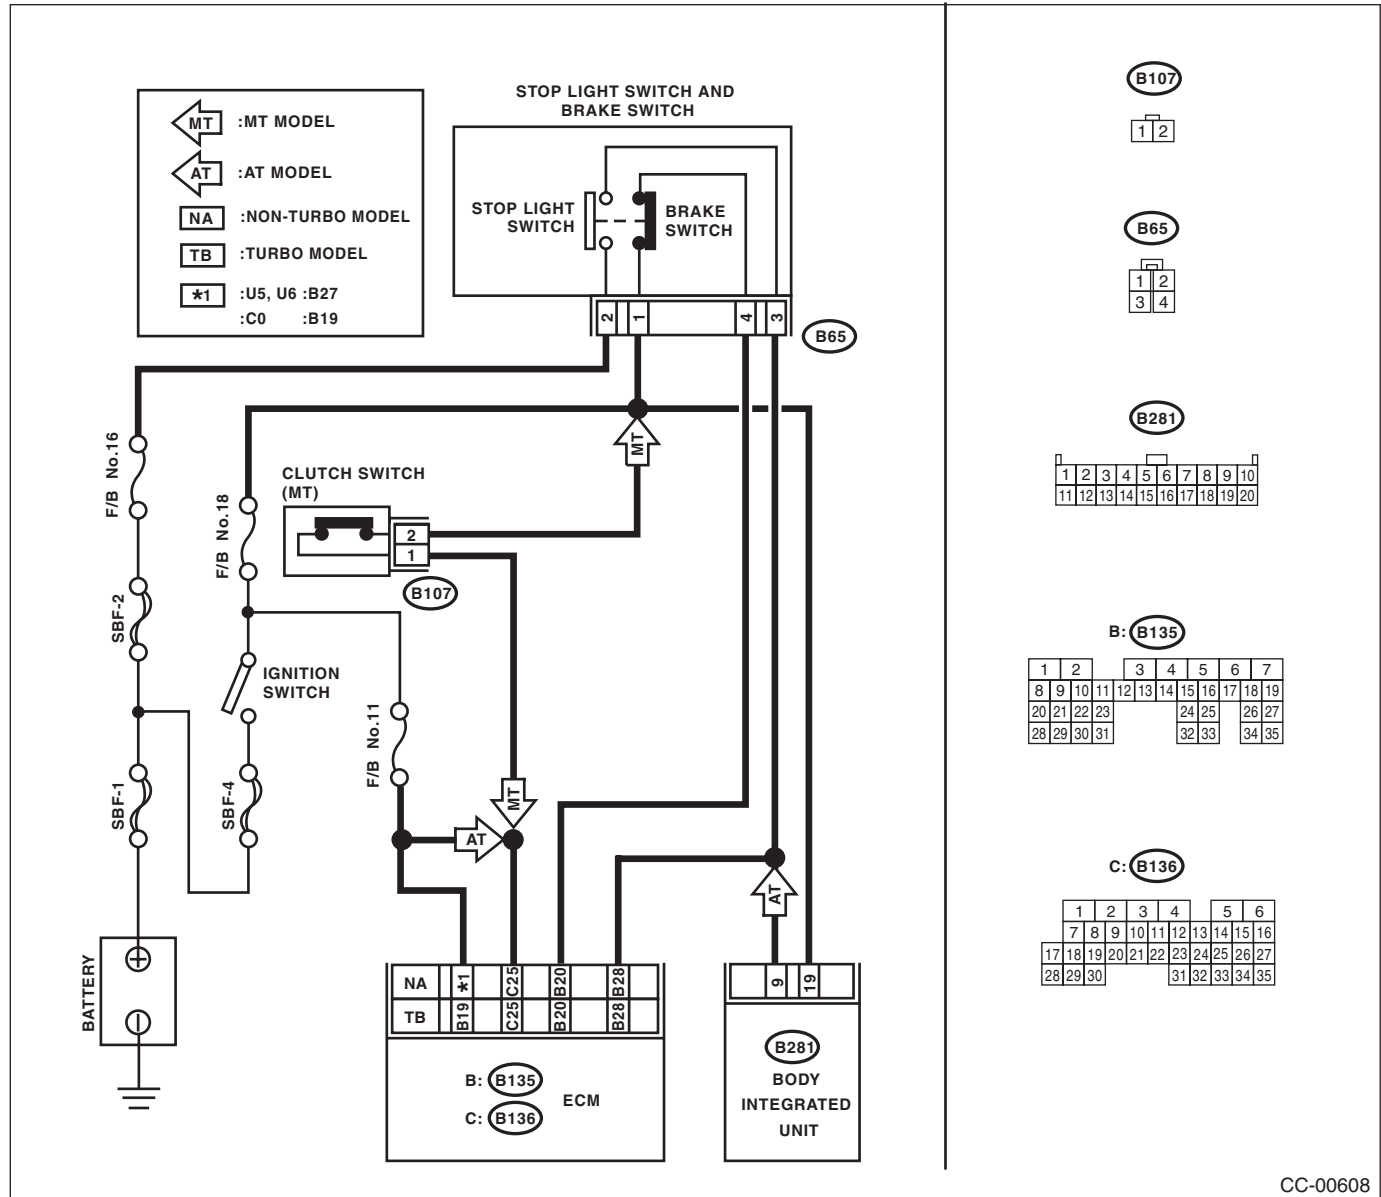 MT :MT MODEL
AT :AT MODEL
NA :NON-TURBO MODEL
TB :TURBO MODEL
*1 :U5, U6 :B27
:C0 :B19
STOP LIGHT SWITCH AND
BRAKE SWITCH
STOP LIGHT
SWITCH
BRAKE
SWITCH
2 1 4 3
B65
F/B No.16
F/B No.18
CLUTCH SWITCH
(MT)
2
1
B107
MT
SBF-2
IGNITION
SWITCH
F/B No.11
SBF-1
SBF-4
MT
AT
AT
BATTERY
NA *1 C25 B20 B28
TB B19 C25 B20 B28
B: B135
C: B136
ECM
9 19
B281
BODY
INTEGRATED
UNIT
B107
1 2
B65
1 2
3 4
B281
1 2 3 4 5 6 7 8 9 10
11 12 13 14 15 16 17 18 19 20
B: B135
1 2 3 4 5 6 7
8 9 10 11 12 13 14 15 16 17 18 19
20 21 22 23 24 25 26 27
28 29 30 31 32 33 34 35
C: B136
1 2 3 4 5 6
7 8 9 10 11 12 13 14 15 16
17 18 19 20 21 22 23 24 25 26 27
28 29 30 31 32 33 34 35
CC-00608